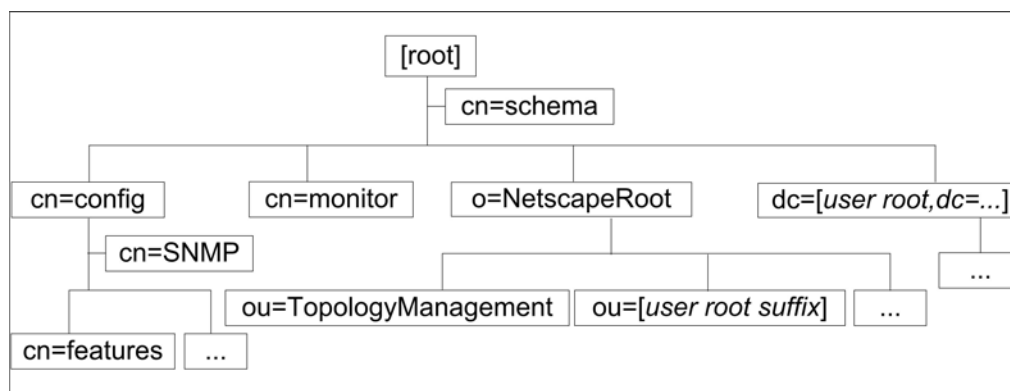 [root]
cn=schema
cn=config
cn=monitor
o=NetscapeRoot
dc=[user root,dc=...]
cn=SNMP
...
ou=TopologyManagement
ou=[user root suffix]
...
cn=features
...